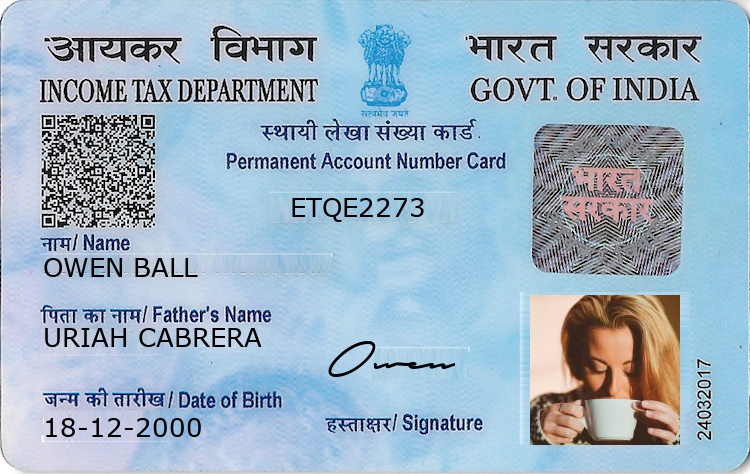 आयकर विभाग
INCOME TAX DEPARTMENT
सत्यमेव जयते
भारत सरकार
GOVT. OF INDIA
स्थायी लेखा संख्या कार्ड
Permanent Account Number Card
ETQE2273
भारत
सरकार
नाम/ Name
OWEN BALL
पिता का नाम/ Father's Name
URIAH CABRERA
Owen
जन्म की तारीख/ Date of Birth
18-12-2000
हस्ताक्षर/ Signature
24032017